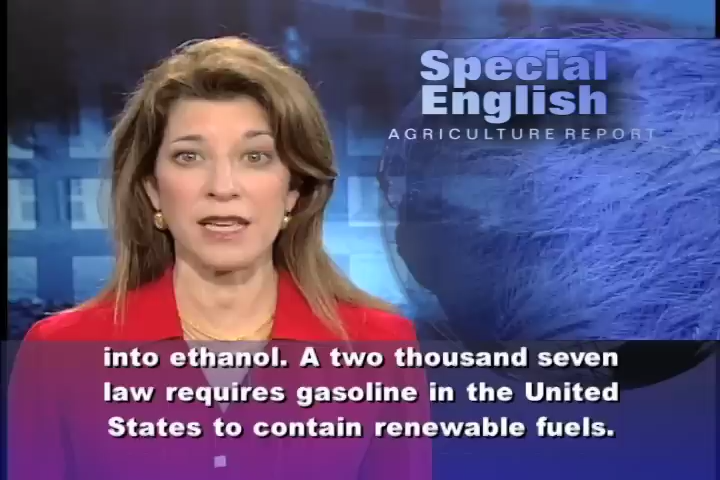 Special
English
AGRICULTURE REPORT
into ethanol. A two thousand seven
law requires gasoline in the United
States to contain renewable fuels.